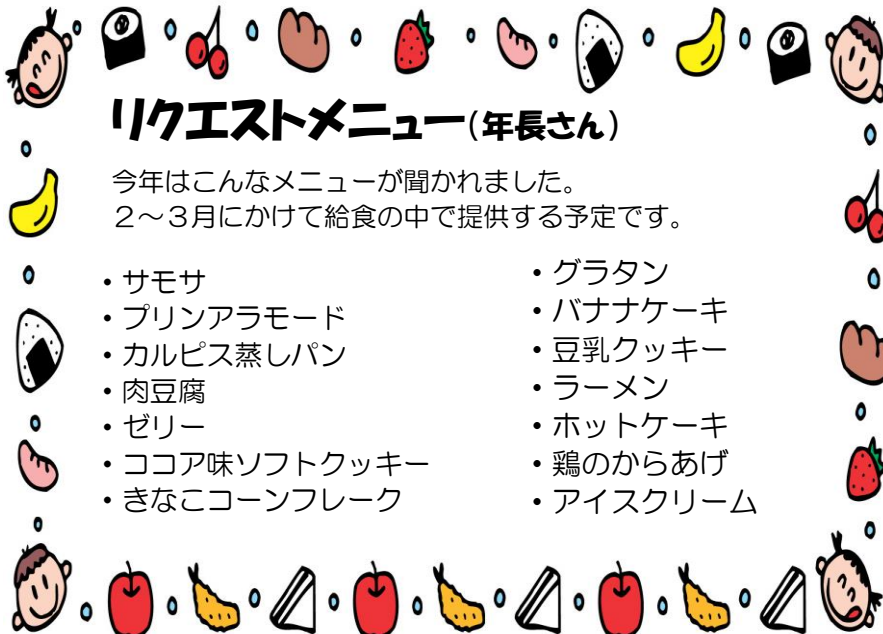 リクエストメニュー(年長さん)
今年はこんなメニューが聞かれました。
２～３月にかけて給食の中で提供する予定です。
・サモサ
・プリンアラモード
・カルピス蒸しパン
・肉豆腐
・ゼリー
・ココア味ソフトクッキー
・きなこコーンフレーク
・グラタン
・バナナケーキ
・豆乳クッキー
・ラーメン
・ホットケーキ
・鶏のからあげ
・アイスクリーム